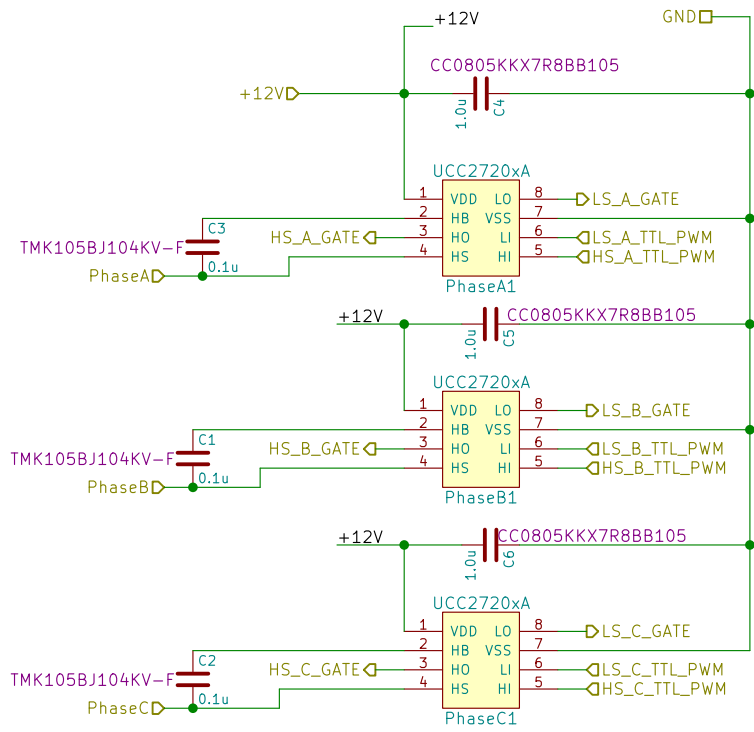 +12V
GND
CC0805KKX7R8BB105
+12V
1.0u
C4
UCC2720xA
1 VDD LO 8 LS_A_GATE
2 HB VSS 7
C3
TMK105BJ104KV-F
HS_A_GATE 3 HO LI 6 LS_A_TTL_PWM
0.1u
PhaseA
4 HS HI 5 HS_A_TTL_PWM
PhaseA1
+12V
CC0805KKX7R8BB105
1.0u
C5
UCC2720xA
1 VDD LO 8 LS_B_GATE
2 HB VSS 7
C1
TMK105BJ104KV-F
HS_B_GATE 3 HO LI 6 LS_B_TTL_PWM
0.1u
PhaseB
4 HS HI 5 HS_B_TTL_PWM
PhaseB1
+12V
CC0805KKX7R8BB105
1.0u
C6
UCC2720xA
1 VDD LO 8 LS_C_GATE
2 HB VSS 7
C2
TMK105BJ104KV-F
HS_C_GATE 3 HO LI 6 LS_C_TTL_PWM
0.1u
PhaseC
4 HS HI 5 HS_C_TTL_PWM
PhaseC1